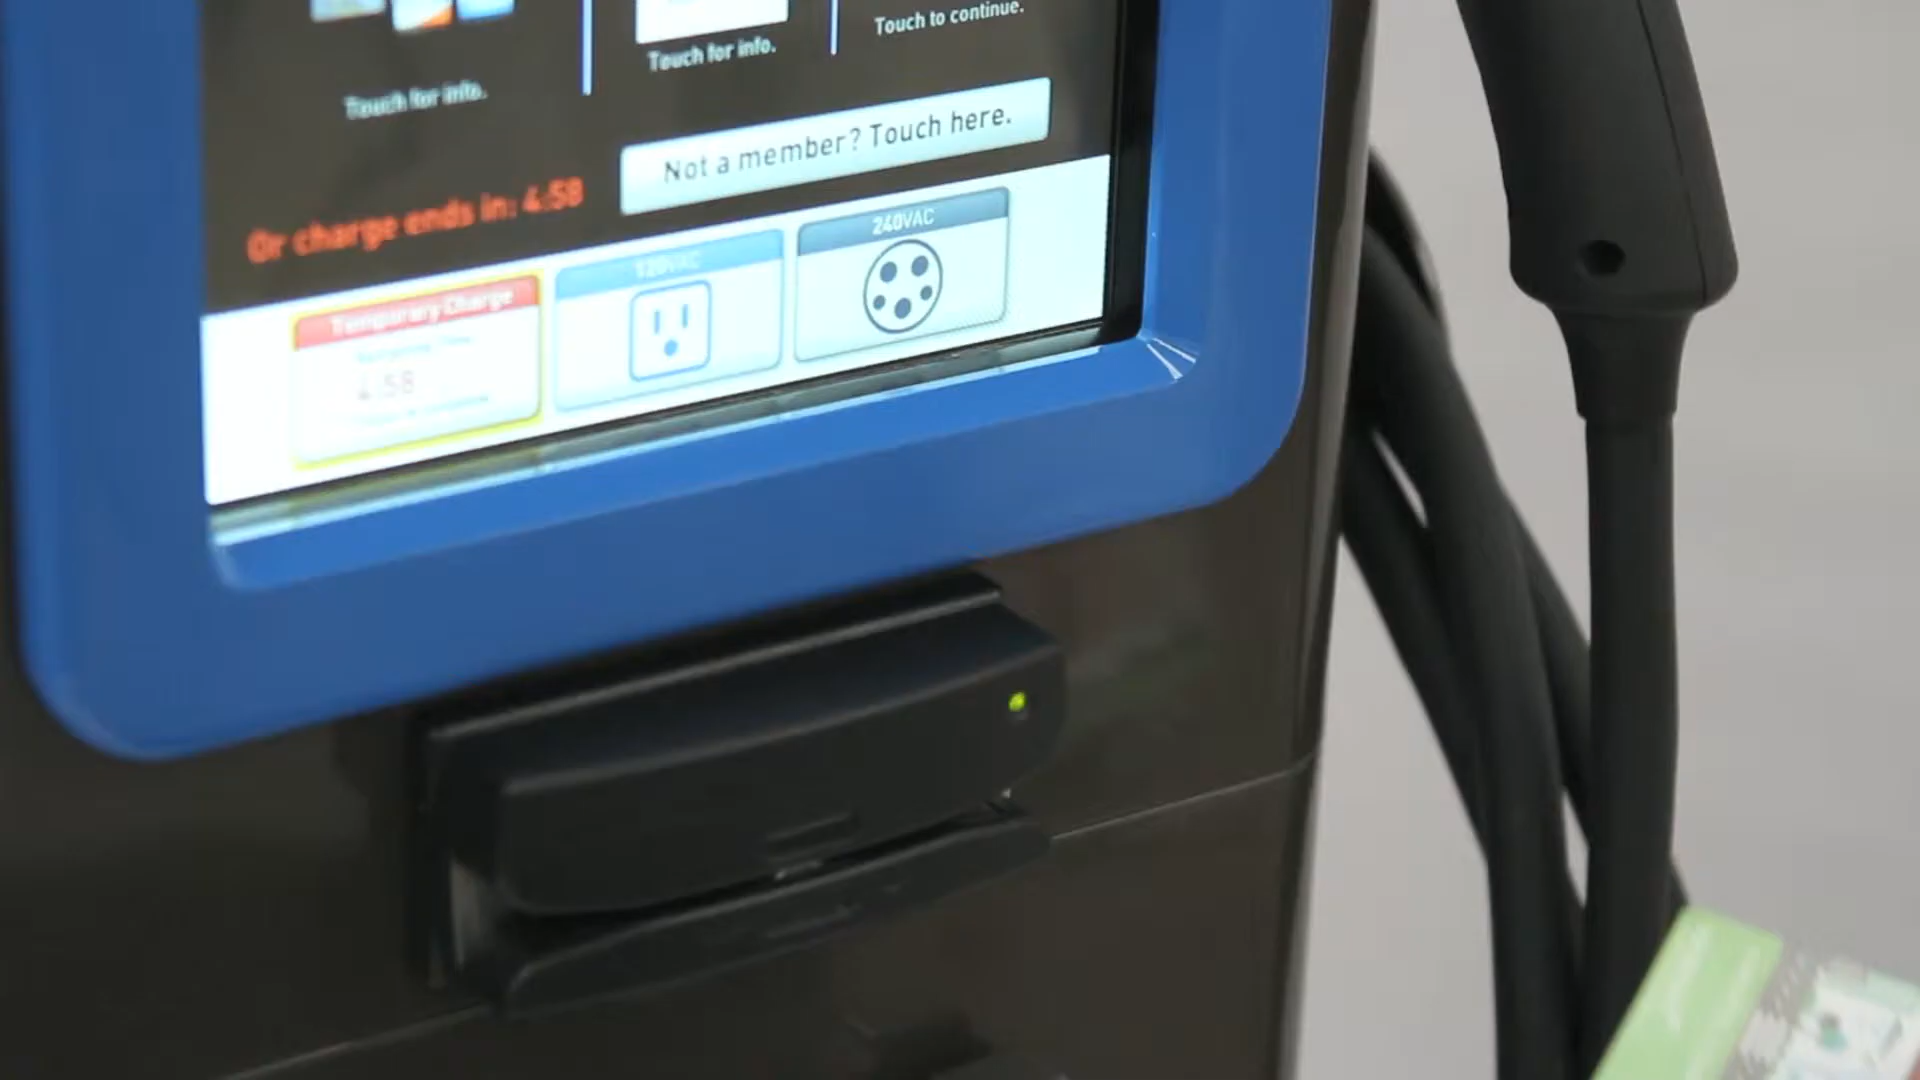 Touch to continue.
Touch for info.
Touch for info.
Not a member? Touch here.
Or charge ends in: 4:58
240VAC
120VAC
Temporary Charge
4:58